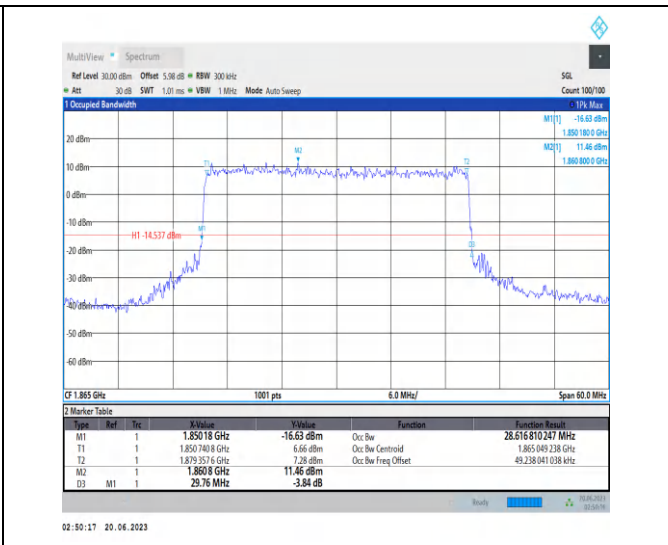 MultiView Spectrum
Ref Level 30.00 dBm Offset 5.98 dB RBW 300 kHz SGL
Att 30 dB SWT 1.01 ms VBW 1 MHz Mode Auto Sweep Count 100/100
1 Occupied Bandwidth 1Pk Max
M1[1] -16.63 dBm
1.850 180 0 GHz
M2[1] 11.46 dBm
1.860 800 0 GHz
20 dBm
M2
10 dBm
T1
T2
0 dBm
-10 dBm
M1
H1 -14.537 dBm
-20 dBm
D3
-30 dBm
-40 dBm
-50 dBm
-60 dBm
CF 1.865 GHz 1001 pts 6.0 MHz/ Span 60.0 MHz
2 Marker Table
Type Ref Trc X-Value Y-Value Function Function Result
M1 1 1.85018 GHz -16.63 dBm Occ Bw 28.616 810 247 MHz
T1 1 1.850 740 8 GHz 6.66 dBm Occ Bw Centroid 1.865 049 238 GHz
T2 1 1.879 357 6 GHz 7.28 dBm Occ Bw Freq Offset 49.238 041 038 kHz
M2 1 1.860 8 GHz 11.46 dBm
D3 M1 1 29.76 MHz -3.84 dB
Ready 20.06.2023
02:50:16
02:50:17 20.06.2023